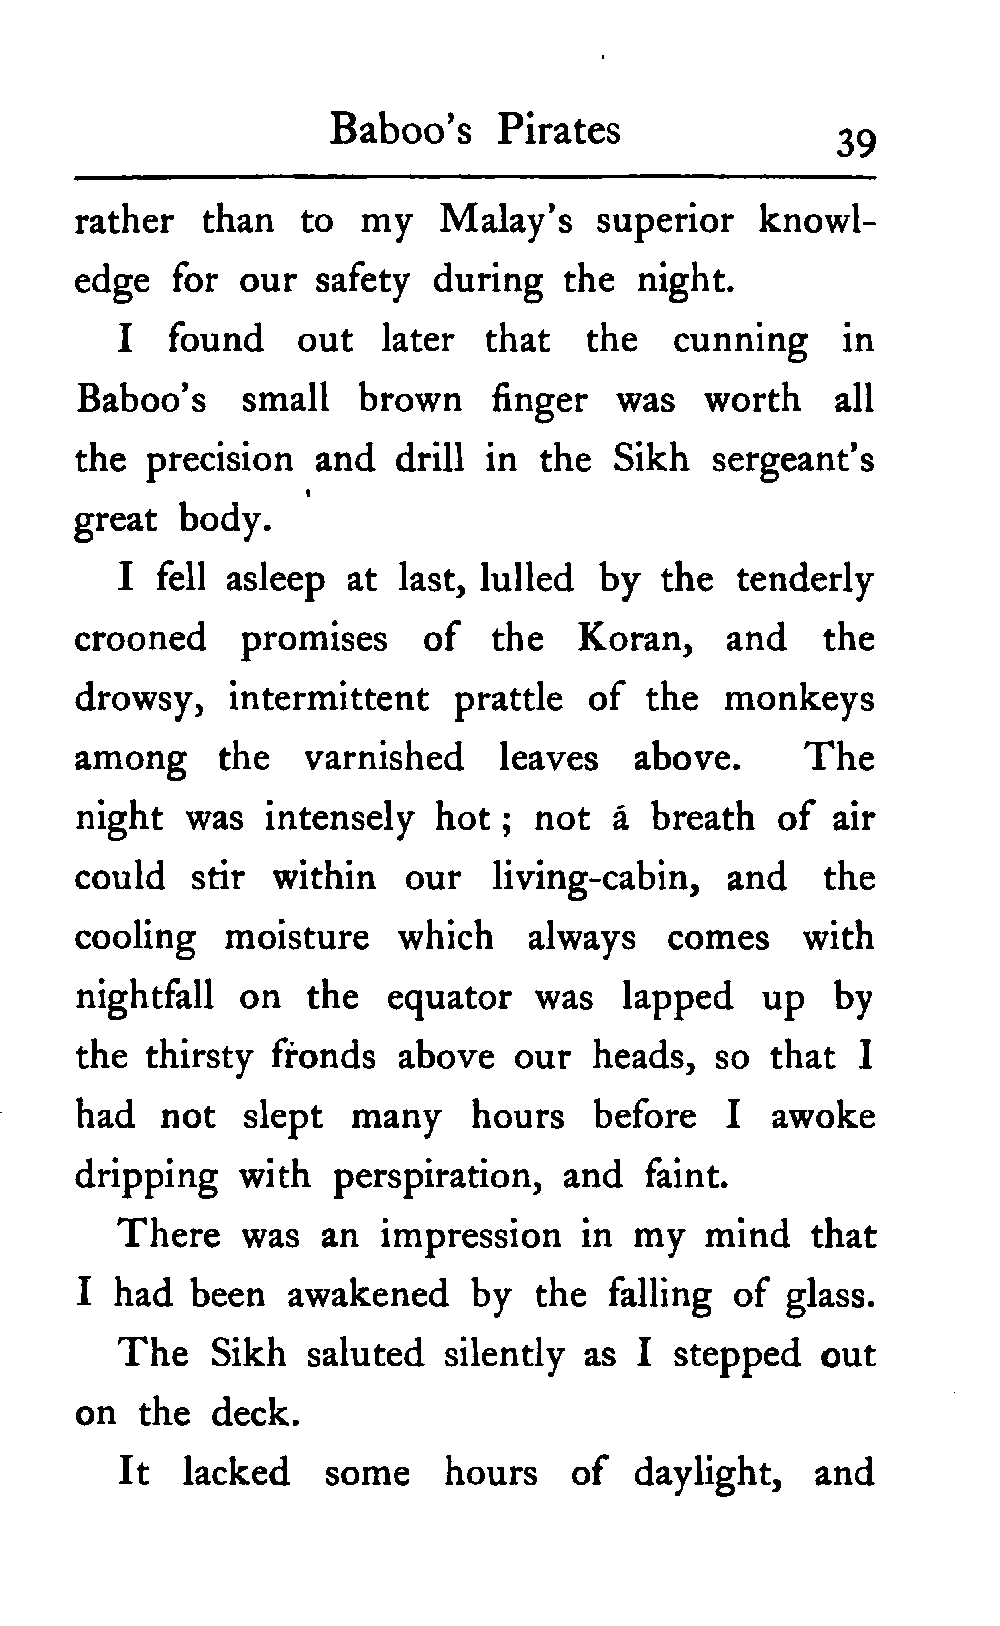 Baboo's Pirates 39
rather than to my Malay's superior knowl-
edge for our safety during the night.
I found out later that the cunning in
Baboo's small brown finger was worth all
the precision and drill in the Sikh sergeant's
great body.
I fell asleep at last, lulled by the tenderly
crooned promises of the Koran, and the
drowsy, intermittent prattle of the monkeys
among the varnished leaves above. The
night was intensely hot ; not a breath of air
could stir within our living-cabin, and the
cooling moisture which always comes with
nightfall on the equator was lapped up by
the thirsty fronds above our heads, so that I
had not slept many hours before I awoke
dripping with perspiration, and faint.
There was an impression in my mind that
I had been awakened by the falling of glass.
The Sikh saluted silently as I stepped out
on the deck.
It lacked some hours of daylight, and